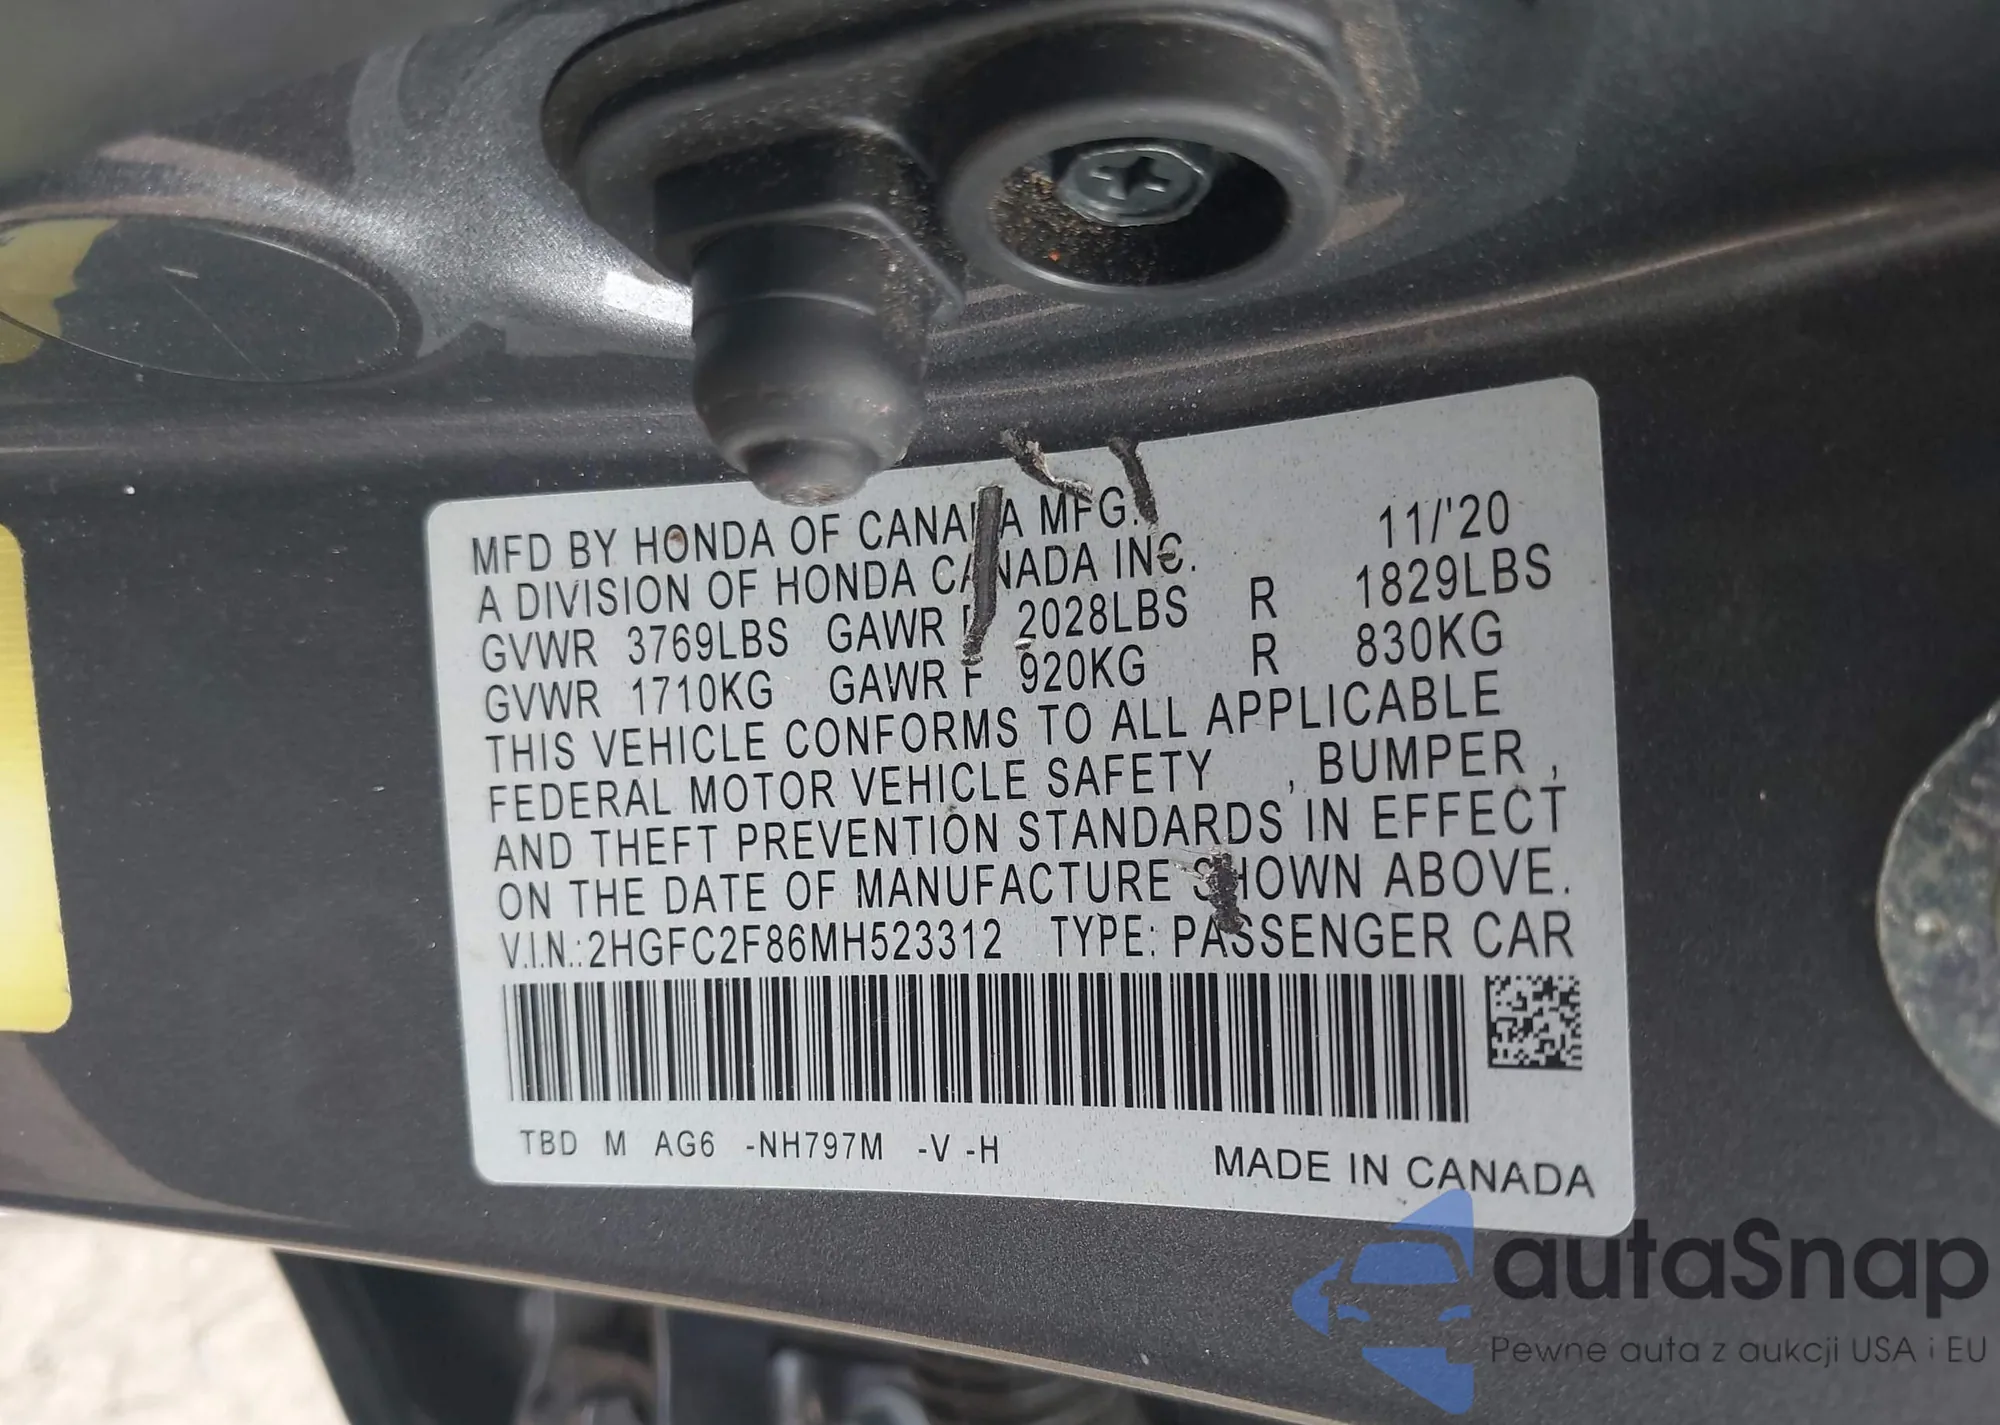 MFD BY HONDA OF CANADA MFG. 11/'20
A DIVISION OF HONDA CANADA INC.
GVWR 3769LBS GAWR F 2028LBS R 1829LBS
GVWR 1710KG GAWR F 920KG R 830KG
THIS VEHICLE CONFORMS TO ALL APPLICABLE
FEDERAL MOTOR VEHICLE SAFETY , BUMPER ,
AND THEFT PREVENTION STANDARDS IN EFFECT
ON THE DATE OF MANUFACTURE SHOWN ABOVE.
V.I.N.:2HGFC2F86MH523312 TYPE: PASSENGER CAR
TBD M AG6 -NH797M -V -H MADE IN CANADA
autaSnap
Pewne auta z aukcji USA i EU